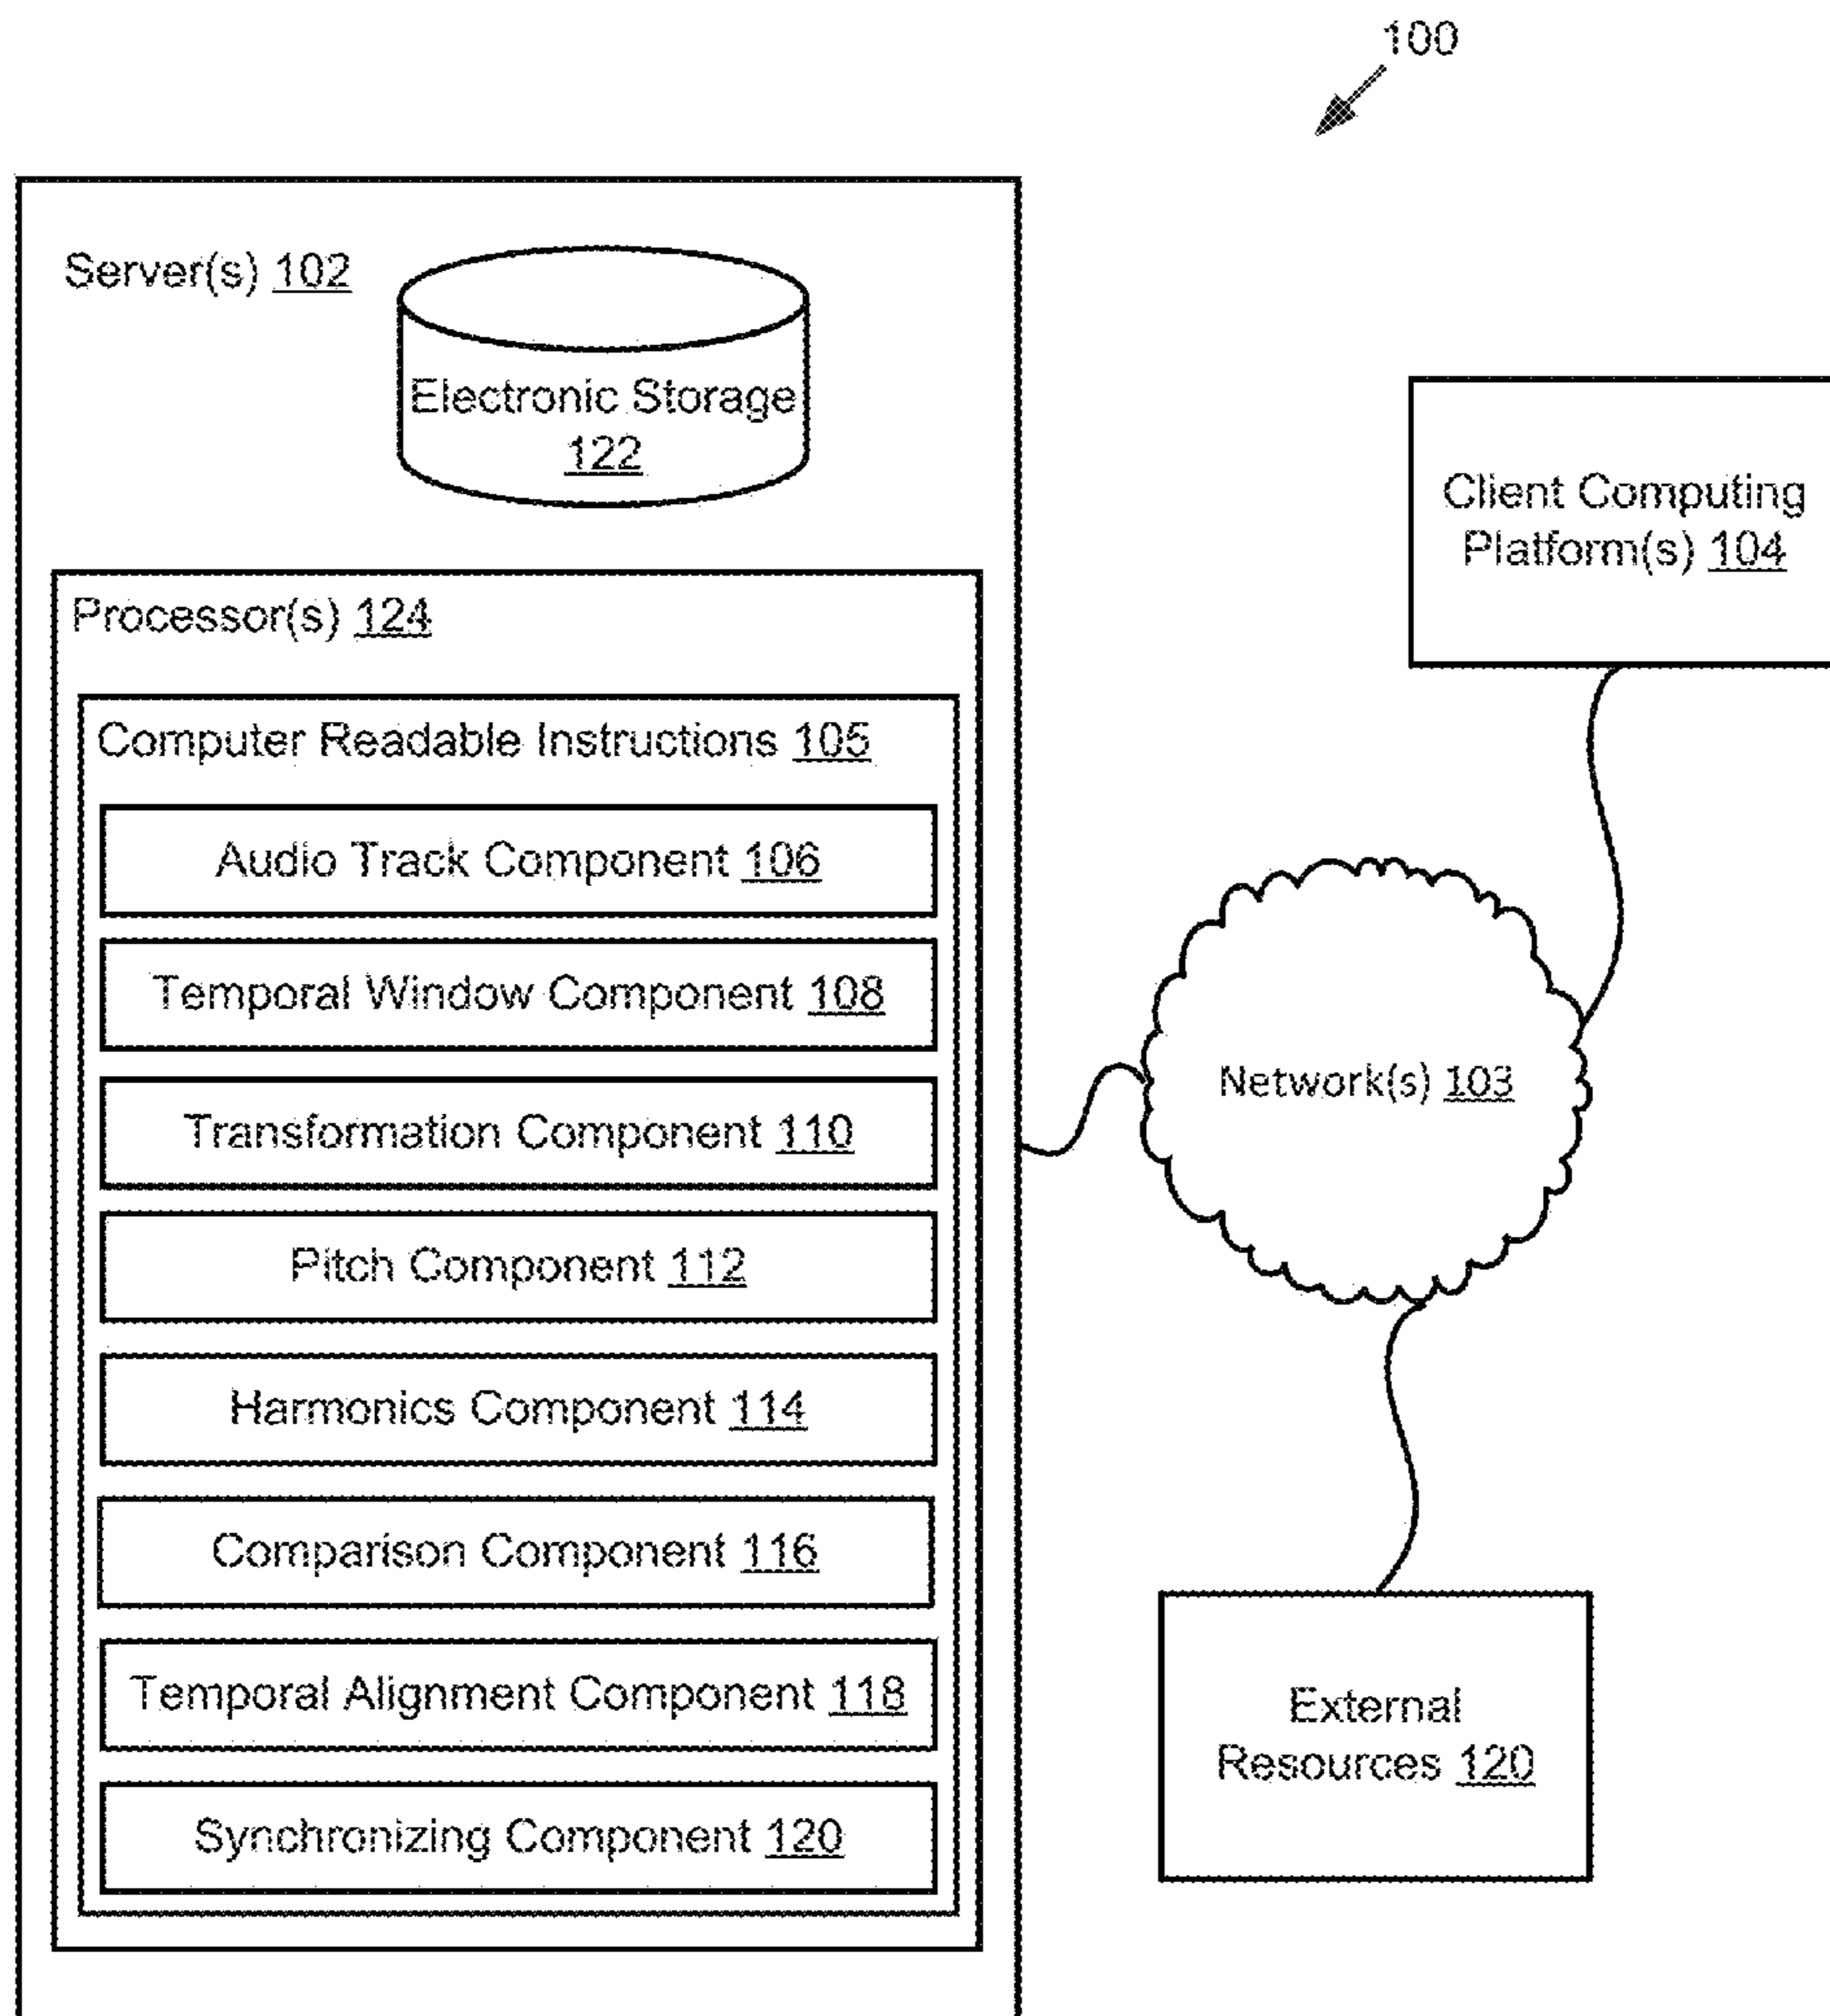 100
Server(s) 102
Electronic Storage
122
Processor(s) 124
Computer Readable Instructions 105
Audio Track Component 106
Temporal Window Component 108
Transformation Component 110
Pitch Component 112
Harmonics Component 114
Comparison Component 116
Temporal Alignment Component 118
Synchronizing Component 120
Client Computing
Platform(s) 104
Network(s) 103
External
Resources 120